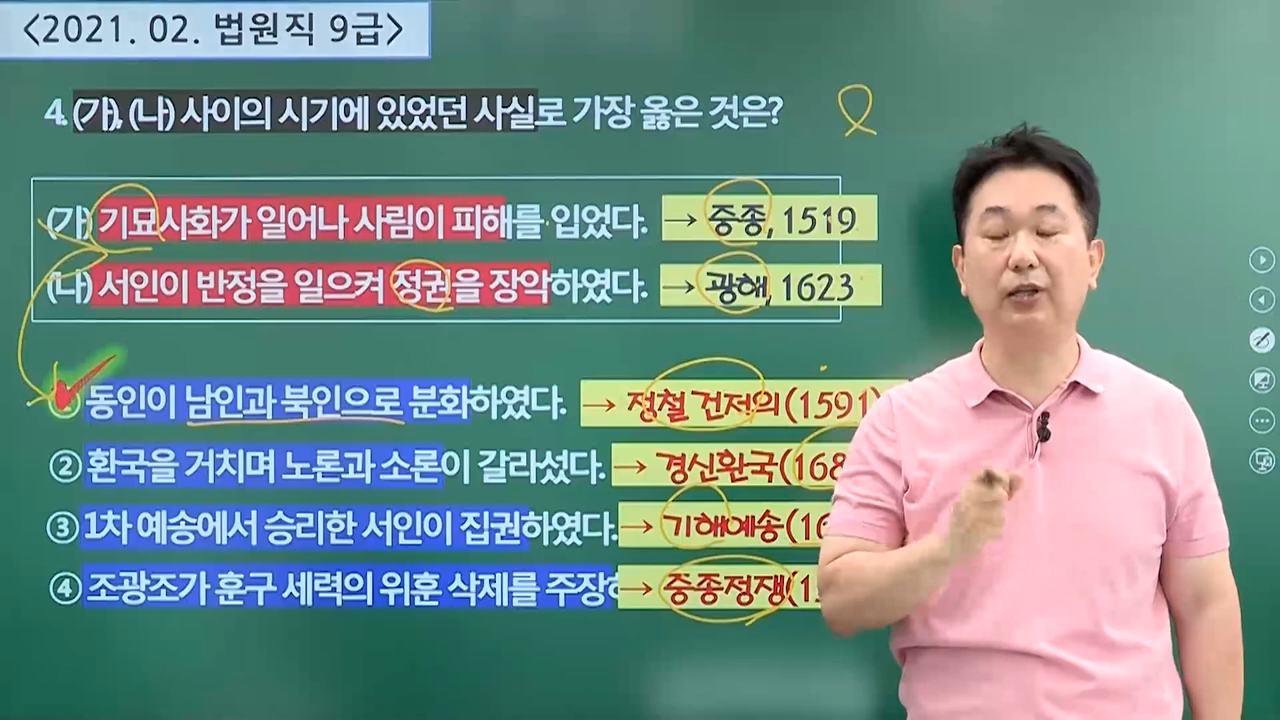 <2021. 02. 법원직 9급>
4. (가), (나) 사이의 시기에 있었던 사실로 가장 옳은 것은?
(가) 기묘사화가 일어나 사림이 피해를 입었다. → 중종, 1519
(나) 서인이 반정을 일으켜 정권을 장악하였다. → 광해, 1623
동인이 남인과 북인으로 분화하였다. → 정철 건저의(1591)
② 환국을 거치며 노론과 소론이 갈라섰다. → 경신환국(168
③ 1차 예송에서 승리한 서인이 집권하였다. → 기해예송(16
④ 조광조가 훈구 세력의 위훈 삭제를 주장 → 중종정쟁(1